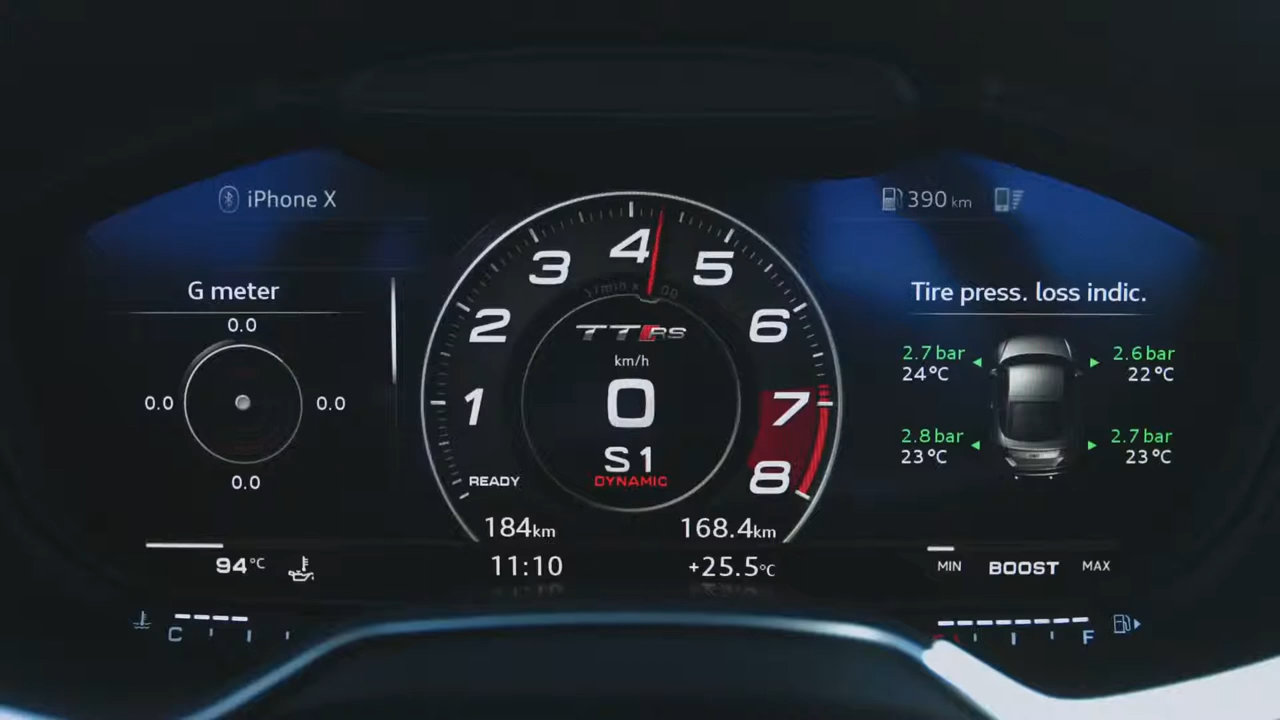 iPhone X
390 km
G meter
0.0
0.0
0.0
0.0
94°C
1
2
3
4
5
6
7
8
1/min x
TTRS
km/h
0
S1
DYNAMIC
READY
184km
168.4km
11:10
+25.5°C
Tire press. loss indic.
2.7 bar
24°C
2.6 bar
22°C
2.8 bar
23°C
2.7 bar
23°C
MIN
BOOST
MAX
C
F